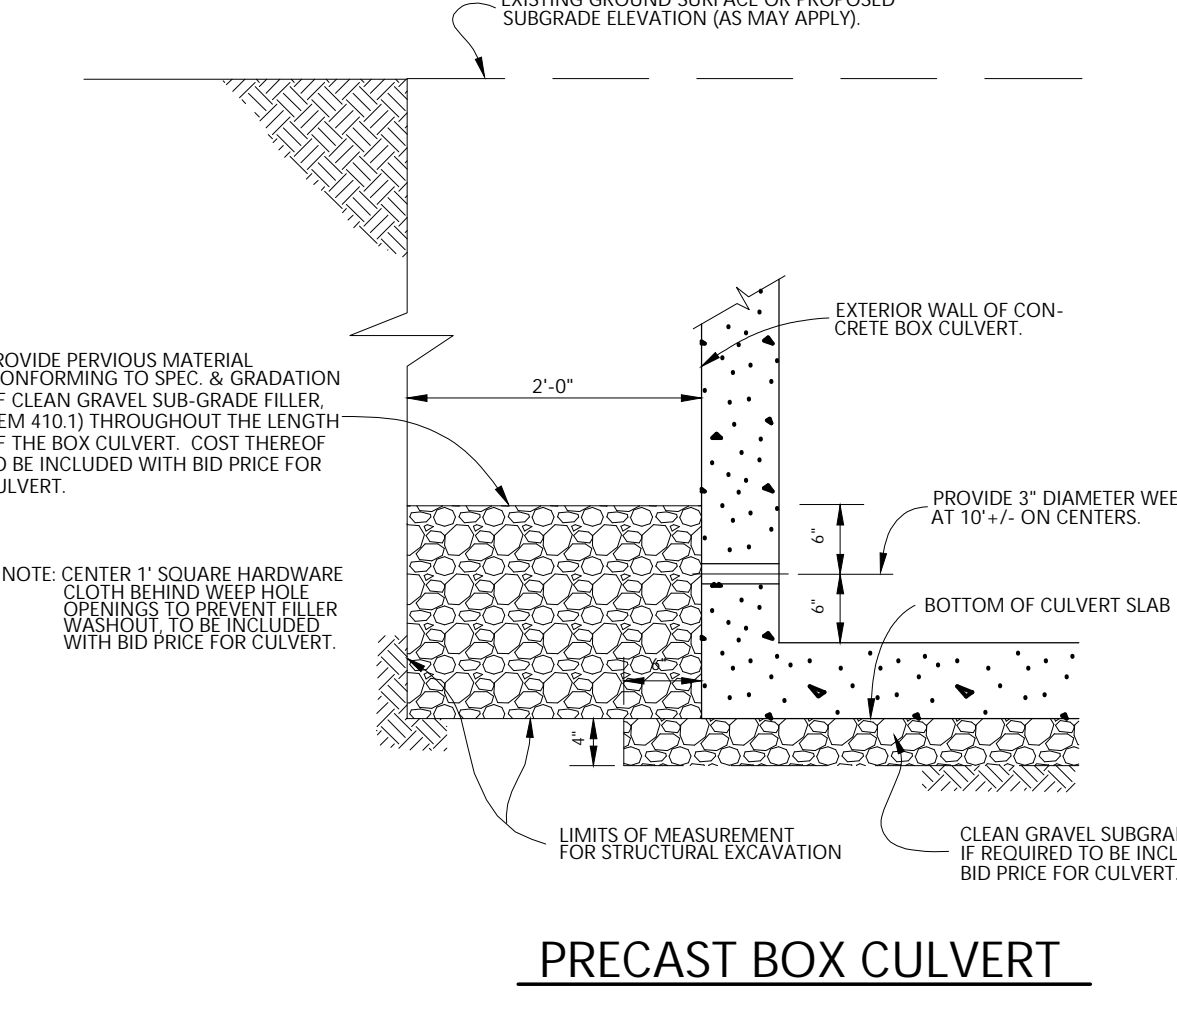 EXISTING GROUND SURFACE OR PROPOSED
SUBGRADE ELEVATION (AS MAY APPLY).
EXTERIOR WALL OF CON-
CRETE BOX CULVERT.
ROVIDE PERVIOUS MATERIAL
ONFORMING TO SPEC. & GRADATION
F CLEAN GRAVEL SUB-GRADE FILLER,
EM 410.1) THROUGHOUT THE LENGTH
F THE BOX CULVERT. COST THEREOF
O BE INCLUDED WITH BID PRICE FOR
ULVERT.
2'-0"
PROVIDE 3" DIAMETER WEE
AT 10'+/- ON CENTERS.
6"
6"
NOTE: CENTER 1' SQUARE HARDWARE
CLOTH BEHIND WEEP HOLE
OPENINGS TO PREVENT FILLER
WASHOUT, TO BE INCLUDED
WITH BID PRICE FOR CULVERT.
BOTTOM OF CULVERT SLAB
4"
LIMITS OF MEASUREMENT
FOR STRUCTURAL EXCAVATION
CLEAN GRAVEL SUBGRA
IF REQUIRED TO BE INCL
BID PRICE FOR CULVERT.
PRECAST BOX CULVERT